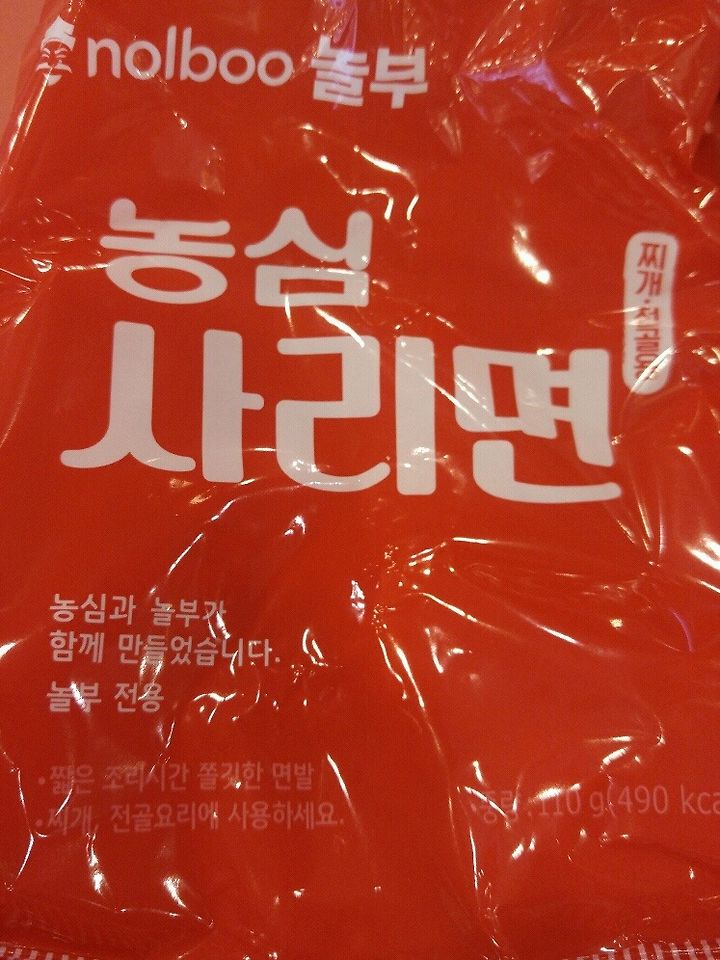 nolboo 놀부
농심
사리면
찌개·전골용
농심과 놀부가
함께 만들었습니다.
놀부 전용
·짧은 조리시간 쫄깃한 면발
·찌개, 전골요리에 사용하세요.
·중량 : 110 g(490 kca